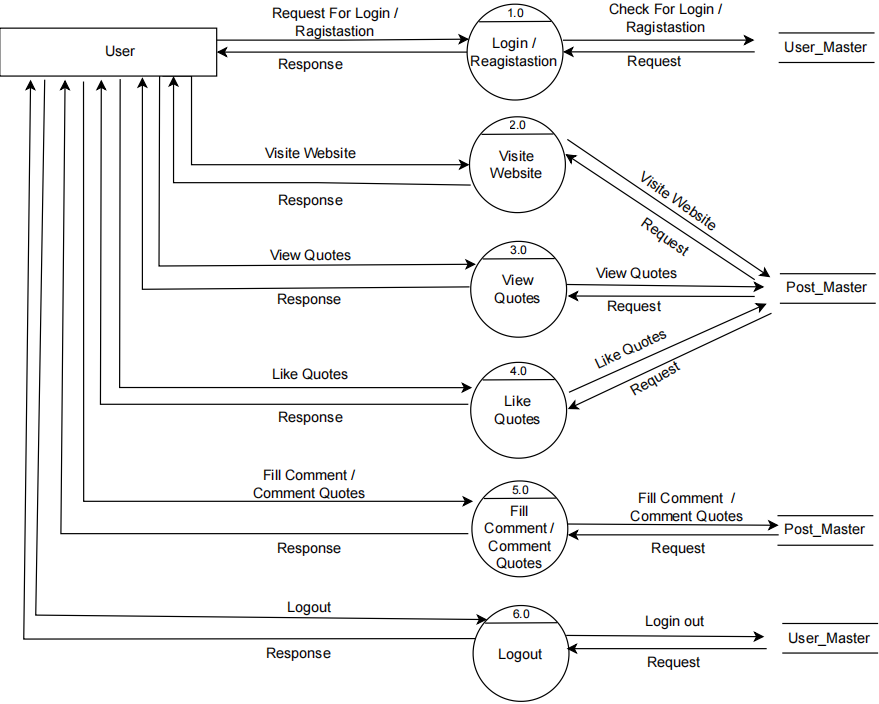 Request For Login /
Ragistastion
1.0
Check For Login /
Ragistastion
User
Login /
Reagistastion
User_Master
Response
Request
2.0
Visite Website
Visite
Website
Visite Website
Response
Request
3.0
View Quotes
View
Quotes
View Quotes
Post_Master
Response
Request
Like Quotes
4.0
Like Quotes
Like
Quotes
Request
Response
Fill Comment /
Comment Quotes
5.0
Fill
Comment /
Comment
Quotes
Fill Comment /
Comment Quotes
Post_Master
Response
Request
Logout
6.0
Login out
User_Master
Logout
Response
Request